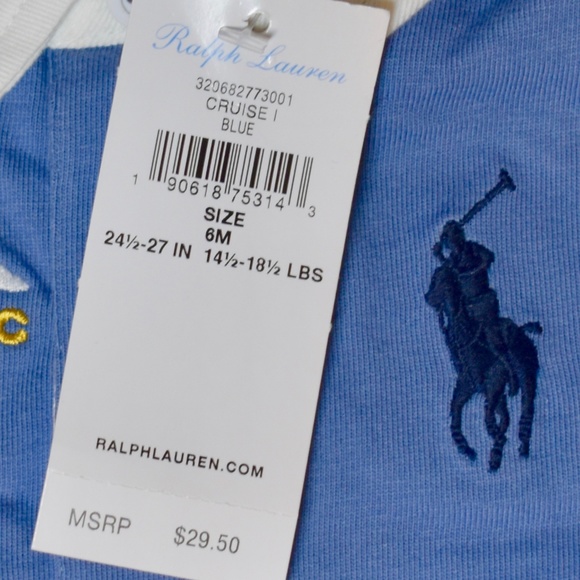 Ralph Lauren
320682773001
CRUISE I
BLUE
1 90618 75314 3
SIZE
6M
24½-27 IN 14½-18½ LBS
C
RALPHLAUREN.COM
MSRP $29.50